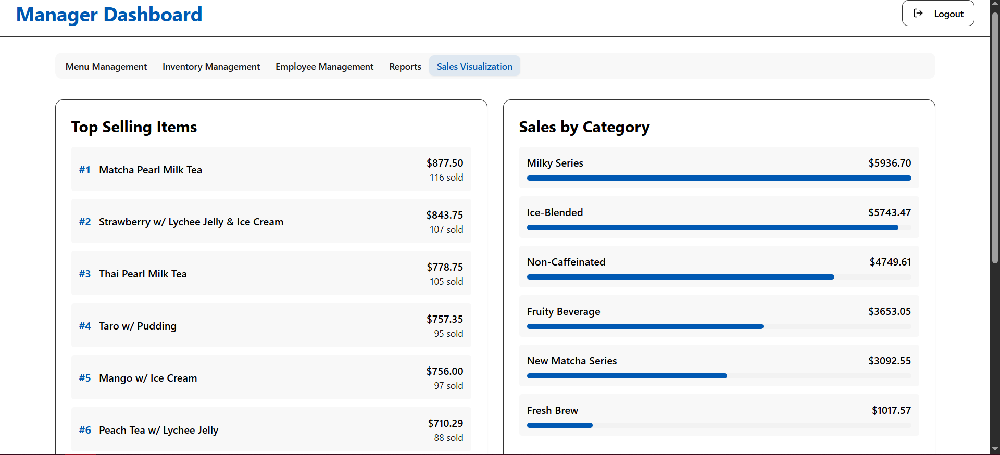 Manager Dashboard
Logout
Menu Management
Inventory Management
Employee Management
Reports
Sales Visualization
Top Selling Items
#1 Matcha Pearl Milk Tea
$877.50
116 sold
#2 Strawberry w/ Lychee Jelly & Ice Cream
$843.75
107 sold
#3 Thai Pearl Milk Tea
$778.75
105 sold
#4 Taro w/ Pudding
$757.35
95 sold
#5 Mango w/ Ice Cream
$756.00
97 sold
#6 Peach Tea w/ Lychee Jelly
$710.29
88 sold
Sales by Category
Milky Series
$5936.70
Ice-Blended
$5743.47
Non-Caffeinated
$4749.61
Fruity Beverage
$3653.05
New Matcha Series
$3092.55
Fresh Brew
$1017.57